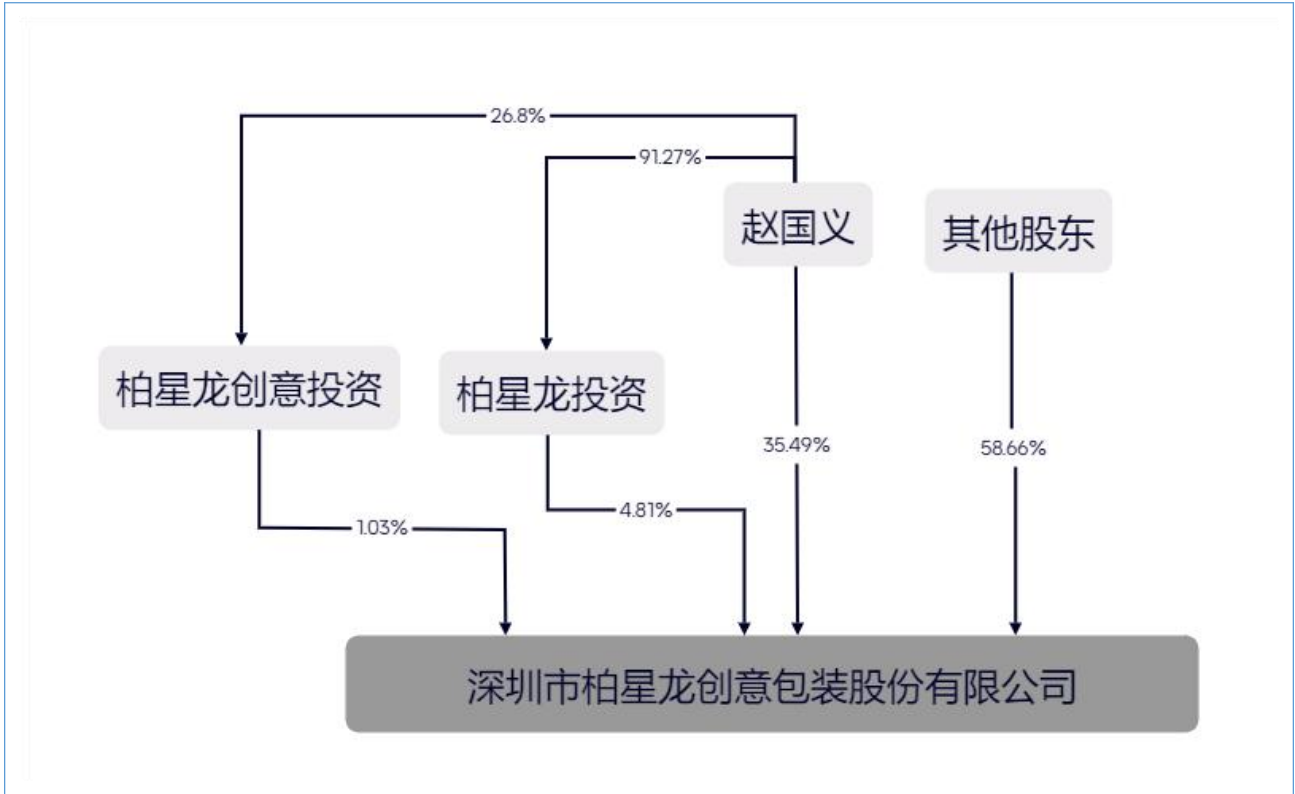 26.8%
91.27%
赵国义
其他股东
柏星龙创意投资
柏星龙投资
35.49%
58.66%
4.81%
1.03%
深圳市柏星龙创意包装股份有限公司